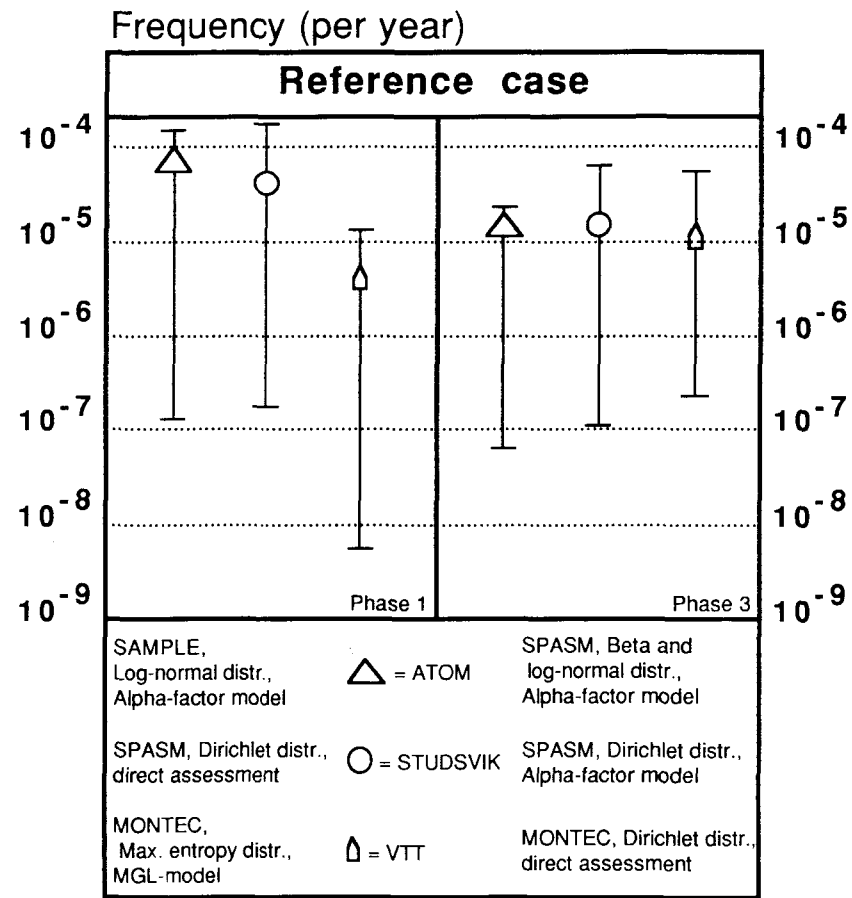 Frequency (per year)
Reference case
10-4
10-5
10-6
10-7
10-8
10-9
10-4
10-5
10-6
10-7
10-8
10-9
Phase 1
Phase 3
SAMPLE,
Log-normal distr.,
Alpha-factor model
= ATOM
SPASM, Beta and
log-normal distr.,
Alpha-factor model
SPASM, Dirichlet distr.,
direct assessment
= STUDSVIK
SPASM, Dirichlet distr.,
Alpha-factor model
MONTEC,
Max. entropy distr.,
MGL-model
= VTT
MONTEC, Dirichlet distr.,
direct assessment